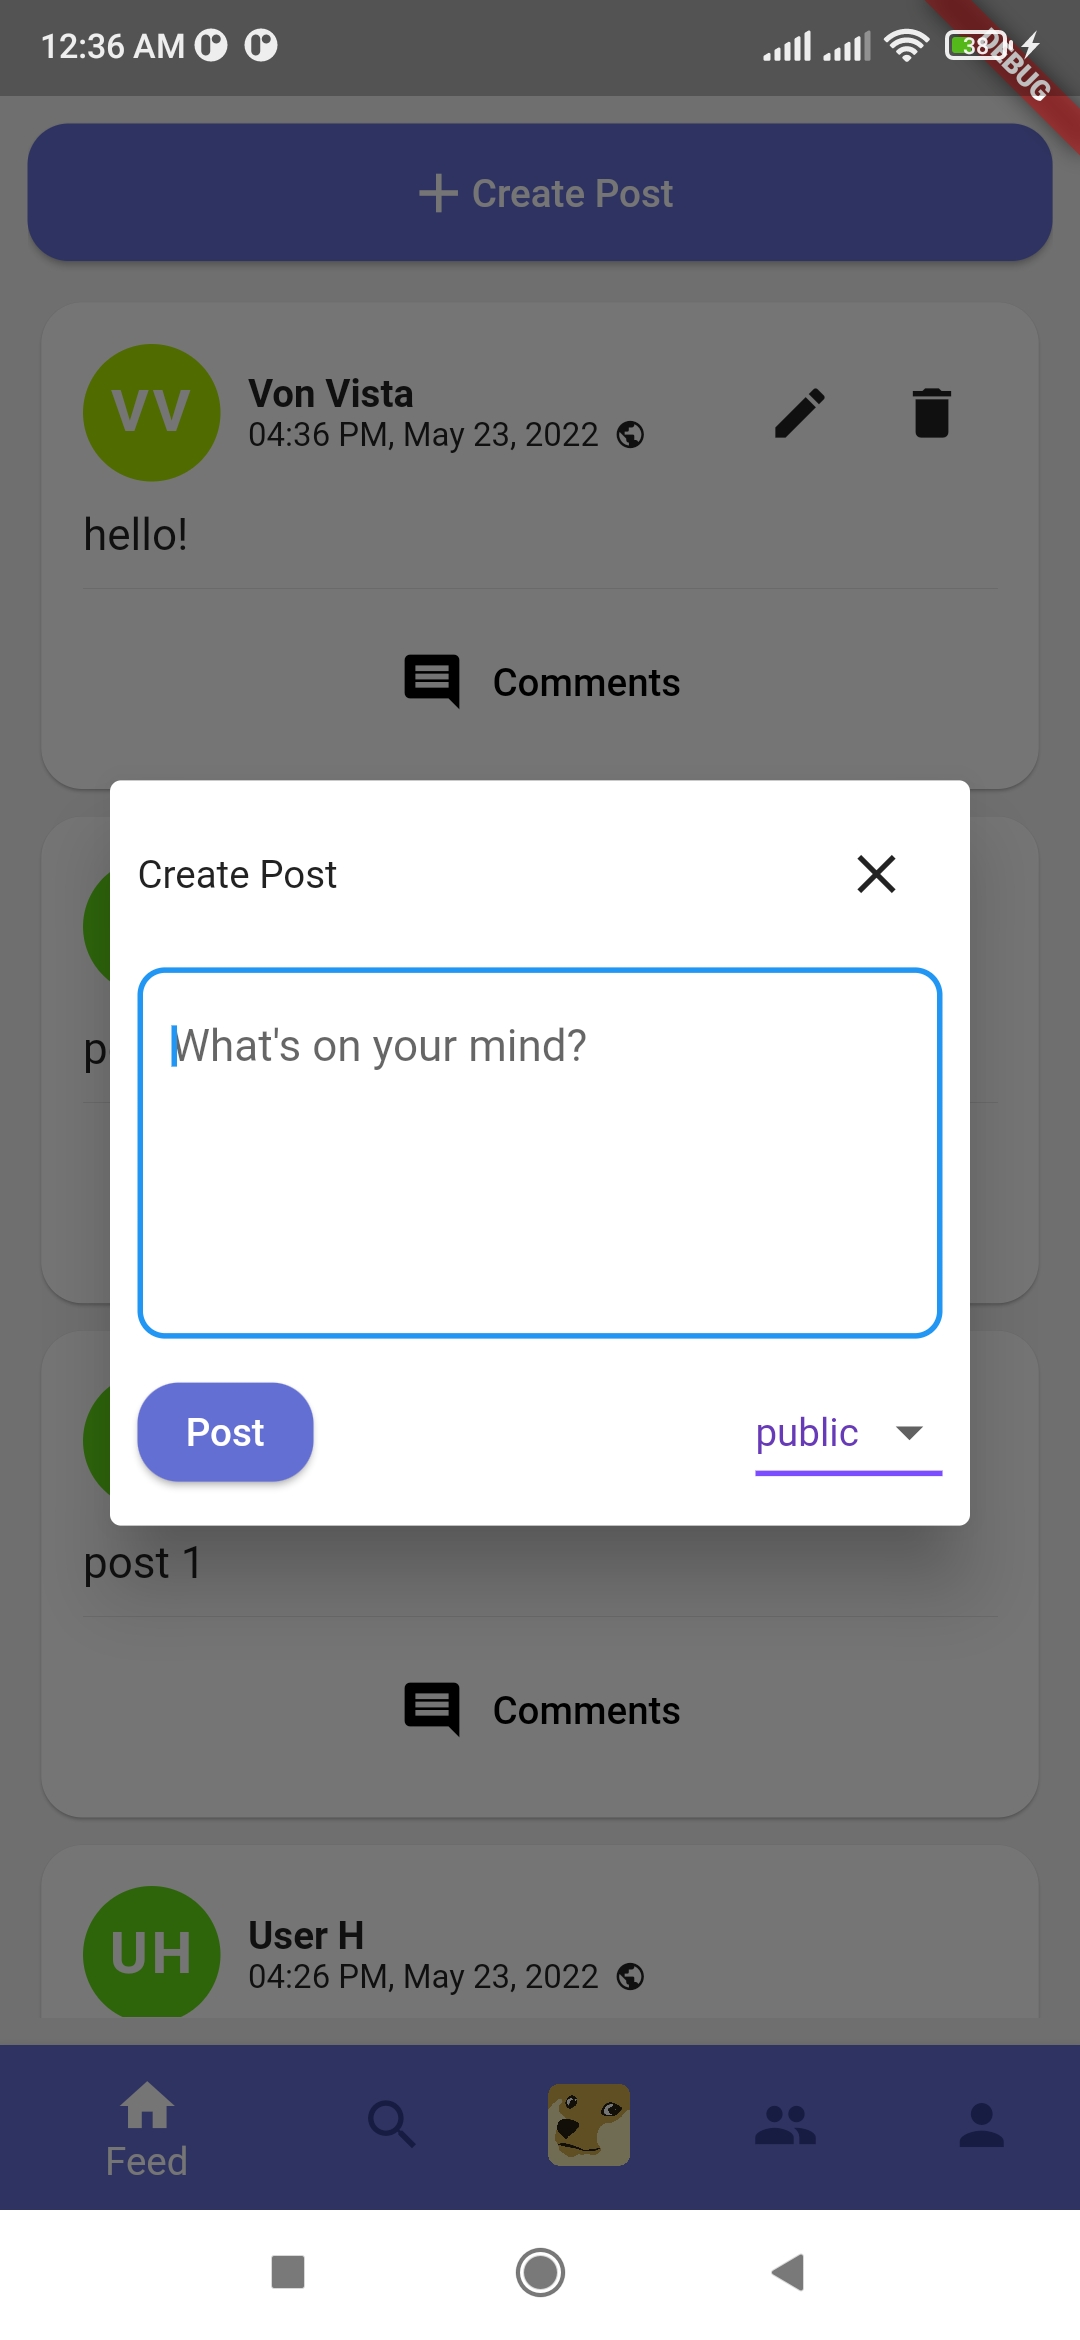 12:36 AM
38
DEBUG
Create Post
VV
Von Vista
04:36 PM, May 23, 2022
hello!
Comments
Create Post
What's on your mind?
p
Post
public
post 1
Comments
UH
User H
04:26 PM, May 23, 2022
Feed